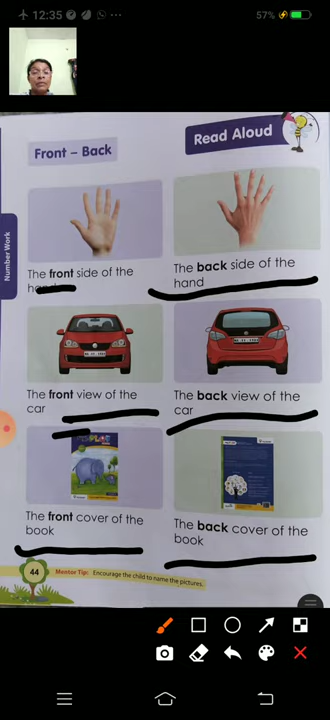 12:35
57%
Front – Back
Read Aloud
Number Work
The front side of the
The back side of the
hand
The front view of the
car
The back view of the
car
The front cover of the
book
The back cover of the
book
44
Mentor Tip: Encourage the child to name the pictures.